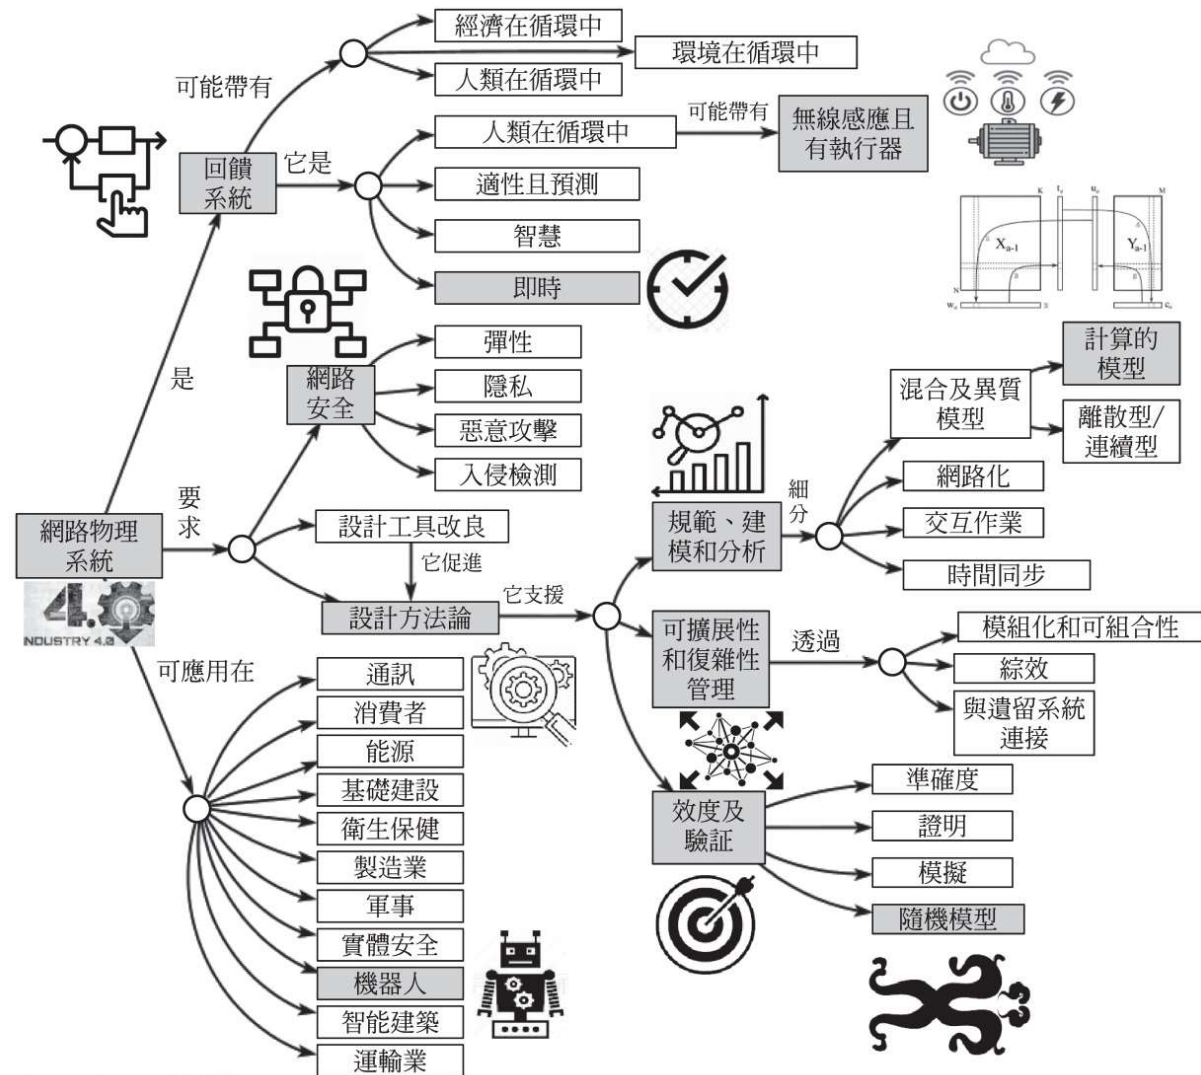 經濟在循環中
環境在循環中
可能帶有
人類在循環中
人類在循環中
可能帶有
無線感應且
有執行器
回饋
系統
它是
適性且預測
智慧
即時
K
t
u
M
X a-1
Y a-1
N
彈性
網路
安全
隱私
惡意攻擊
入侵檢測
是
計算的
模型
混合及異質
模型
離散型/
連續型
網路化
細
分
規範、建
模和分析
交互作業
時間同步
要
求
網路物理
系統
設計工具改良
它促進
設計方法論
它支援
4.0
NDUSTRY 4.0
可擴展性
和復雜性
管理
透過
模組化和可組合性
綜效
與遺留系統
連接
可應用在
通訊
消費者
能源
基礎建設
衛生保健
製造業
軍事
實體安全
機器人
智能建築
運輸業
效度及
驗証
準確度
證明
模擬
隨機模型